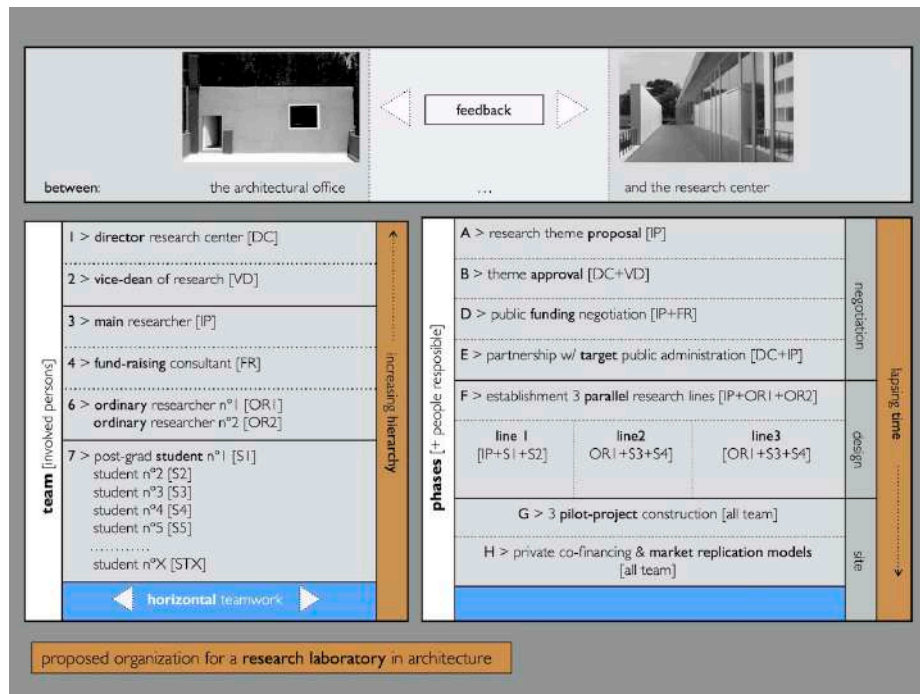 feedback
between:
the architectural office
...
and the research center
team [involved persons]
1 > director research center [DC]
2 > vice-dean of research [VD]
3 > main researcher [IP]
4 > fund-raising consultant [FR]
6 > ordinary researcher nº1 [OR1]
ordinary researcher nº2 [OR2]
7 > post-grad student nº1 [S1]
student nº2 [S2]
student nº3 [S3]
student nº4 [S4]
student nº5 [S5]
............
student nºX [STX]
horizontal teamwork
increasing hierarchy
phases [+ people resposible]
A > research theme proposal [IP]
B > theme approval [DC+VD]
D > public funding negotiation [IP+FR]
E > partnership w/ target public administration [DC+IP]
F > establishment 3 parallel research lines [IP+OR1+OR2]
line 1
[IP+S1+S2]
line2
OR1+S3+S4]
line3
[OR1+S3+S4]
G > 3 pilot-project construction [all team]
H > private co-financing & market replication models
[all team]
negotiation
design
site
lapsing time
proposed organization for a research laboratory in architecture